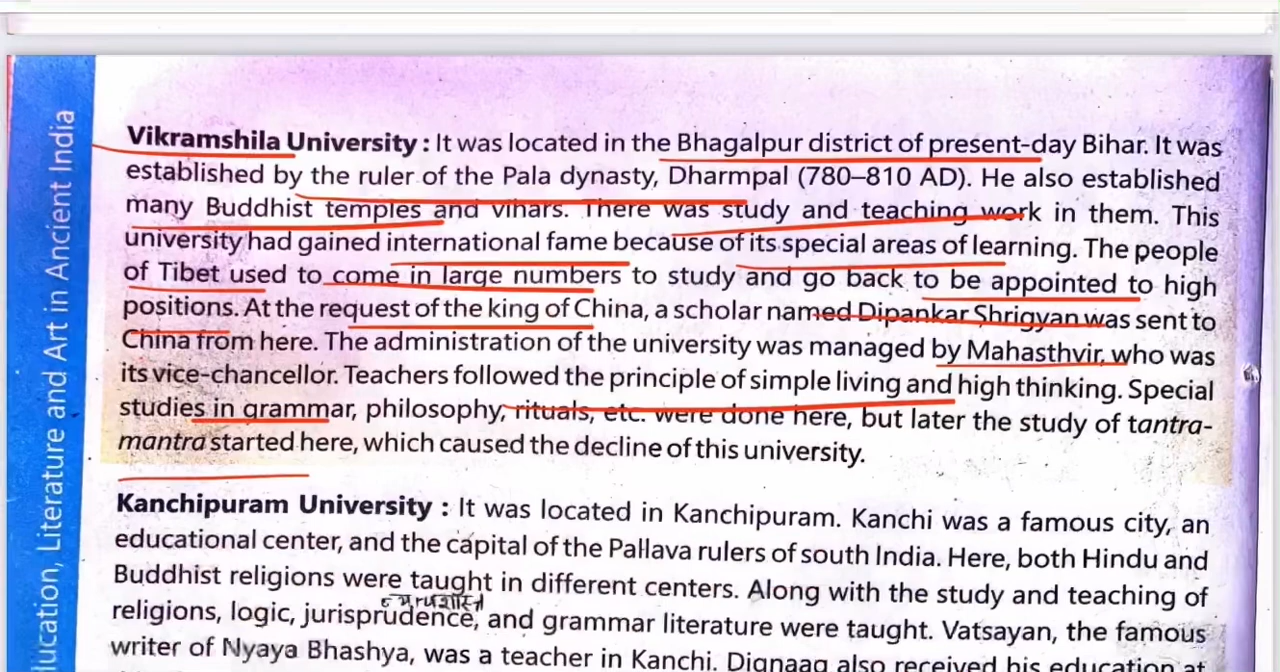 ducation, Literature and Art in Ancient India
Vikramshila University : It was located in the Bhagalpur district of present-day Bihar. It was
established by the ruler of the Pala dynasty, Dharmpal (780–810 AD). He also established
many Buddhist temples and vihars. There was study and teaching work in them. This
university had gained international fame because of its special areas of learning. The people
of Tibet used to come in large numbers to study and go back to be appointed to high
positions. At the request of the king of China, a scholar named Dipankar Shrigyan was sent to
China from here. The administration of the university was managed by Mahasthvir, who was
its vice-chancellor. Teachers followed the principle of simple living and high thinking. Special
studies in grammar, philosophy, rituals, etc. were done here, but later the study of tantra-
mantra started here, which caused the decline of this university.
Kanchipuram University : It was located in Kanchipuram. Kanchi was a famous city, an
educational center, and the capital of the Pallava rulers of south India. Here, both Hindu and
Buddhist religions were taught in different centers. Along with the study and teaching of
religions, logic, jurisprudence, and grammar literature were taught. Vatsayan, the famous
writer of Nyaya Bhashya, was a teacher in Kanchi. Dignaag also received his education at